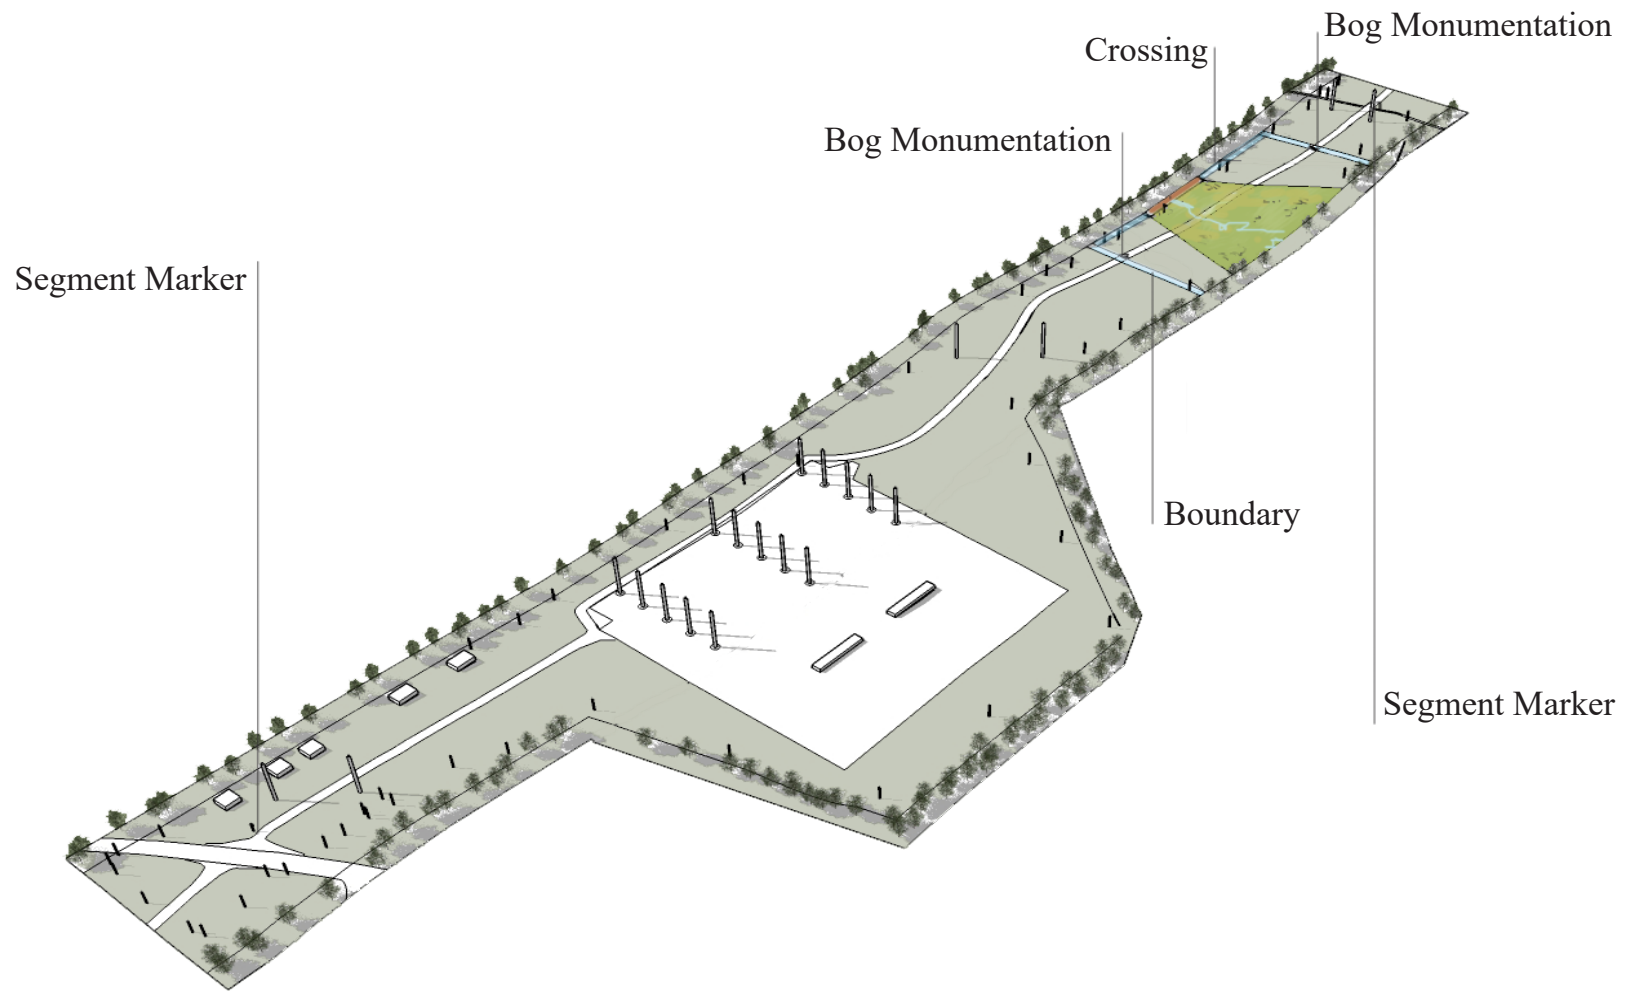 Bog Monumentation
Crossing
Bog Monumentation
Segment Marker
Boundary
Segment Marker